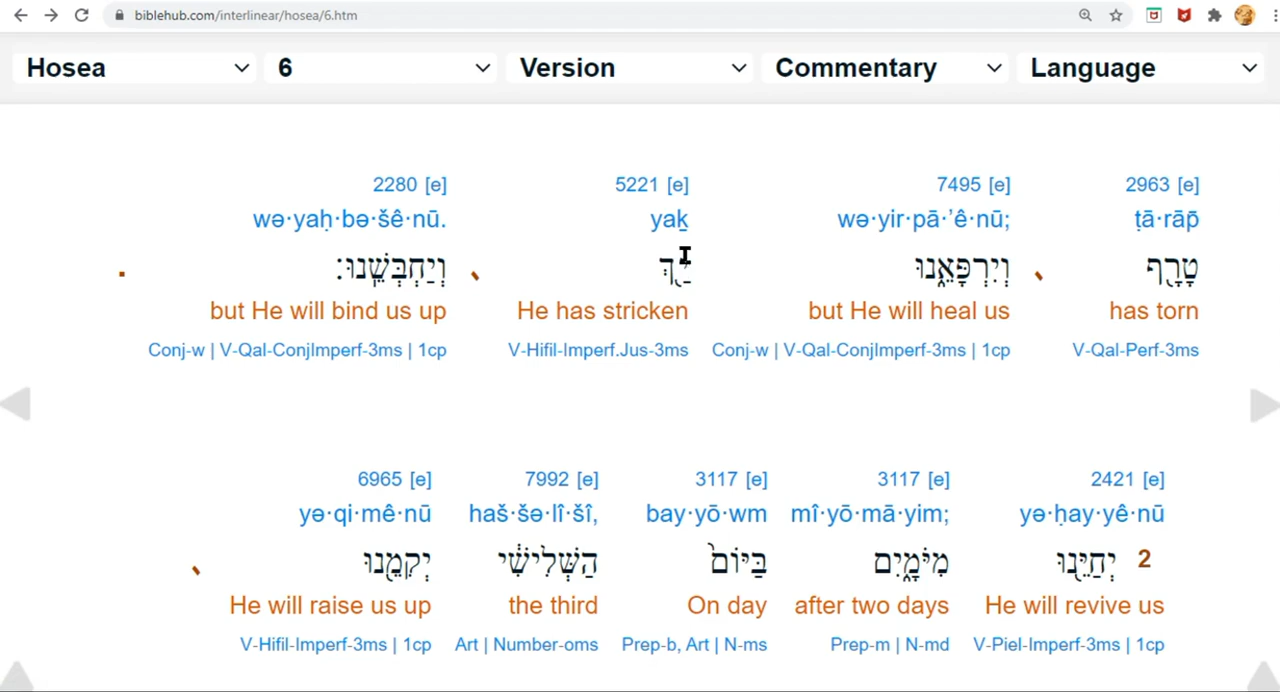 biblehub.com/interlinear/hosea/6.htm
Hosea 6 Version Commentary Language
2963 [e] 7495 [e] 5221 [e] 2280 [e]
ṭā·rāp̄ wə·yir·pā·’ê·nū; yaḵ wə·yaḥ·bə·šê·nū.
טָרָ֖ף וְיִרְפָּאֵ֑נוּ יַ֖ךְ וְיַחְבְּשֵֽׁנוּ׃
has torn , but He will heal us He has stricken , but He will bind us up .
V-Qal-Perf-3ms Conj-w | V-Qal-ConjImperf-3ms | 1cp V-Hifil-Imperf.Jus-3ms Conj-w | V-Qal-ConjImperf-3ms | 1cp
2421 [e] 3117 [e] 3117 [e] 7992 [e] 6965 [e]
yə·ḥay·yê·nū mî·yō·mā·yim; bay·yō·wm haš·šə·lî·šî, yə·qi·mê·nū
2 יְחַיֵּ֖נוּ מִיֹּמָ֑יִם בַּיּוֹם֙ הַשְּׁלִישִׁ֔י יְקִמֵ֖נוּ
He will revive us after two days On day the third He will raise us up ,
V-Piel-Imperf-3ms | 1cp Prep-m | N-md Prep-b, Art | N-ms Art | Number-oms V-Hifil-Imperf-3ms | 1cp